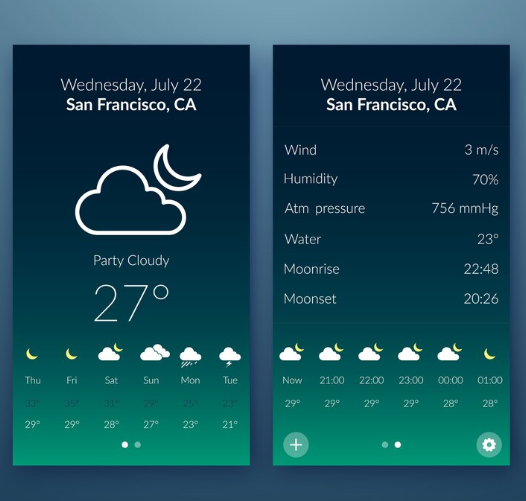 Wednesday, July 22
San Francisco, CA
Party Cloudy
27°
Thu Fri Sat Sun Mon Tue
33° 35° 31° 29° 25° 23°
29° 29° 28° 27° 23° 21°
Wednesday, July 22
San Francisco, CA
Wind 3 m/s
Humidity 70%
Atm pressure 756 mmHg
Water 23°
Moonrise 22:48
Moonset 20:26
Now 21:00 22:00 23:00 00:00 01:00
29° 29° 29° 29° 28° 28°